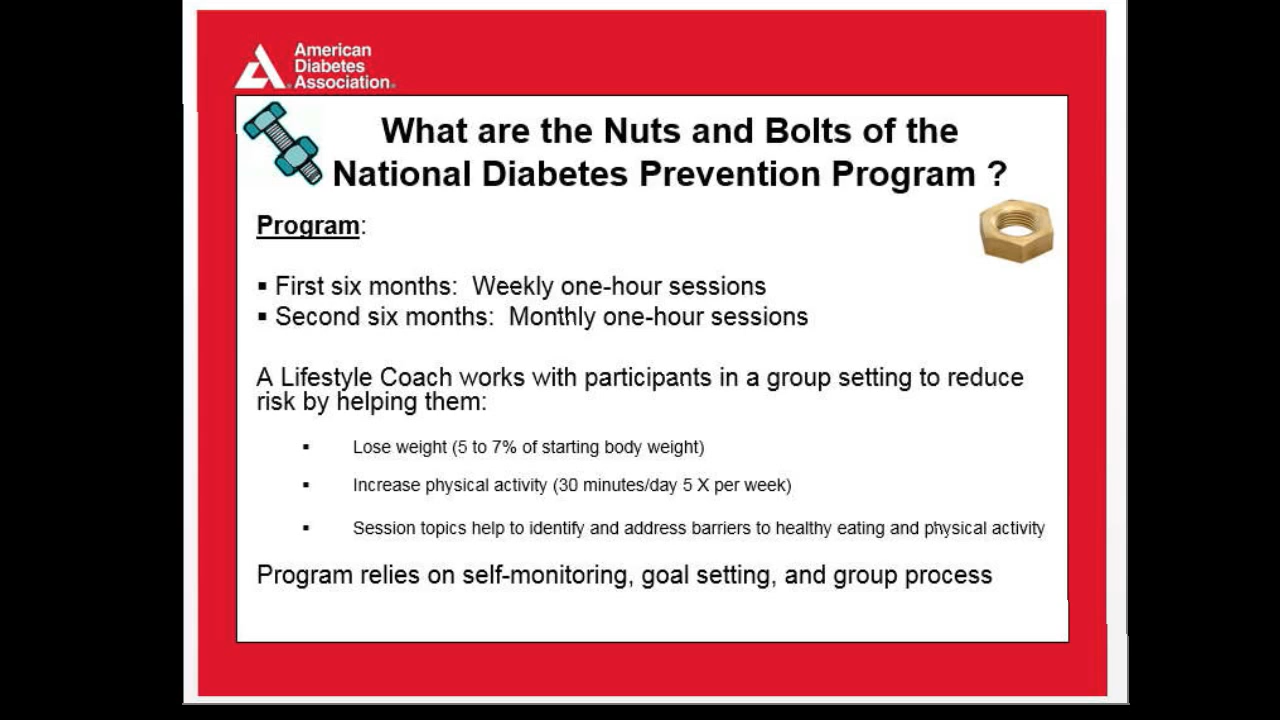 American
Diabetes
Association®
What are the Nuts and Bolts of the
National Diabetes Prevention Program ?
Program:
▪ First six months:  Weekly one-hour sessions
▪ Second six months:  Monthly one-hour sessions
A Lifestyle Coach works with participants in a group setting to reduce
risk by helping them:
▪ Lose weight (5 to 7% of starting body weight)
▪ Increase physical activity (30 minutes/day 5 X per week)
▪ Session topics help to identify and address barriers to healthy eating and physical activity
Program relies on self-monitoring, goal setting, and group process